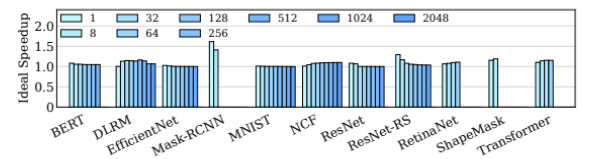 1 32 128 512 1024 2048
8 64 256
Ideal Speedup
2.0
1.5
1.0
0.5
0
BERT
DLRM
EfficientNet
Mask-RCNN
MNIST
NCF
ResNet
ResNet-RS
RetinaNet
ShapeMask
Transformer